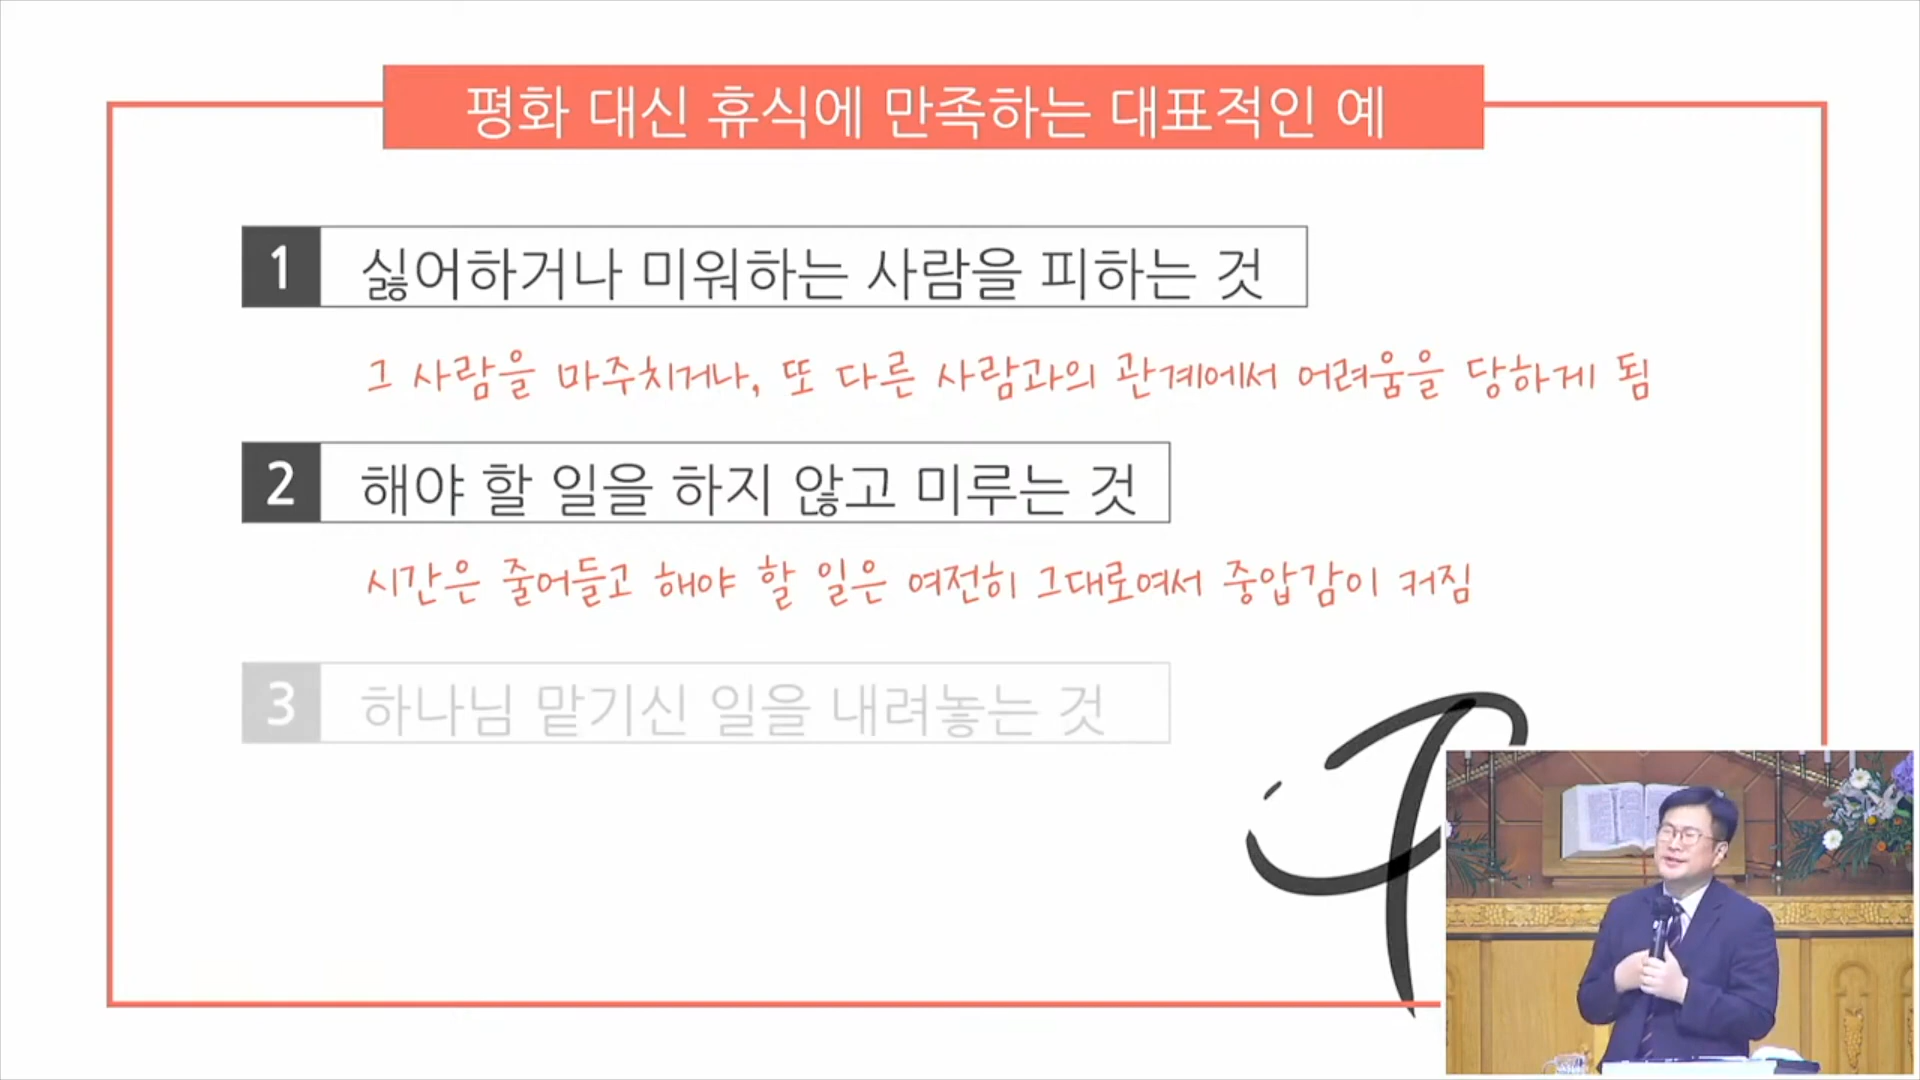 평화 대신 휴식에 만족하는 대표적인 예
1 싫어하거나 미워하는 사람을 피하는 것
그 사람을 마주치거나, 또 다른 사람과의 관계에서 어려움을 당하게 됨
2 해야 할 일을 하지 않고 미루는 것
시간은 줄어들고 해야 할 일은 여전히 그대로여서 중압감이 커짐
3 하나님 맡기신 일을 내려놓는 것